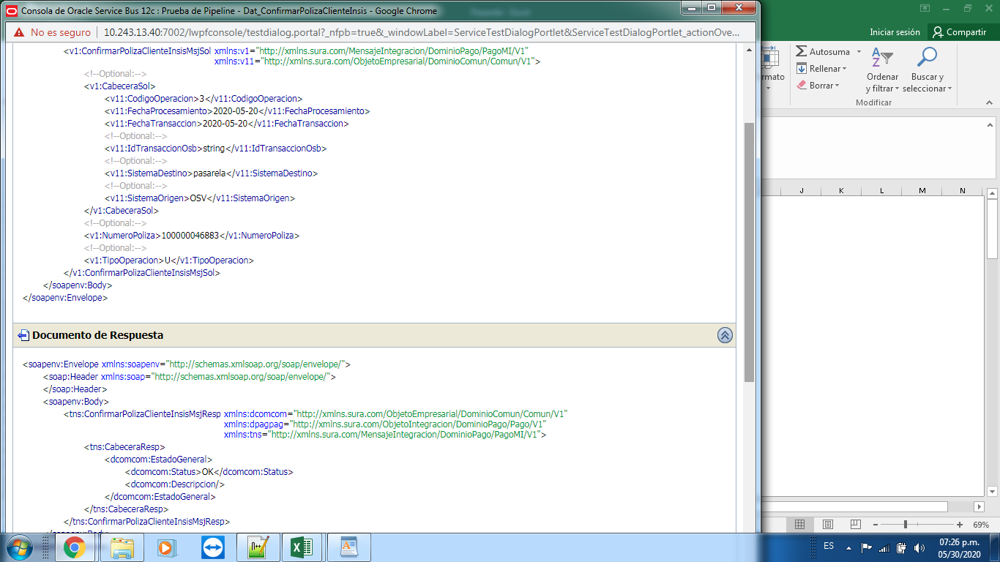 Consola de Oracle Service Bus 12c : Prueba de Pipeline - Dat_ConfirmarPolizaClienteInsis - Google Chrome
No es seguro | 10.243.13.40:7002/lwpfconsole/testdialog.portal?_nfpb=true&_windowLabel=ServiceTestDialogPortlet&ServiceTestDialogPortlet_actionOve...
<v1:ConfirmarPolizaClienteInsisMsjSol xmlns:v1="http://xmlns.sura.com/MensajeIntegracion/DominioPago/PagoMI/V1"
xmlns:v11="http://xmlns.sura.com/ObjetoEmpresarial/DominioComun/Comun/V1">
<!--Optional:-->
<v1:CabeceraSol>
<v11:CodigoOperacion>3</v11:CodigoOperacion>
<v11:FechaProcesamiento>2020-05-20</v11:FechaProcesamiento>
<v11:FechaTransaccion>2020-05-20</v11:FechaTransaccion>
<!--Optional:-->
<v11:IdTransaccionOsb>string</v11:IdTransaccionOsb>
<!--Optional:-->
<v11:SistemaDestino>pasarela</v11:SistemaDestino>
<!--Optional:-->
<v11:SistemaOrigen>OSV</v11:SistemaOrigen>
</v1:CabeceraSol>
<!--Optional:-->
<v1:NumeroPoliza>100000046883</v1:NumeroPoliza>
<!--Optional:-->
<v1:TipoOperacion>U</v1:TipoOperacion>
</v1:ConfirmarPolizaClienteInsisMsjSol>
</soapenv:Body>
</soapenv:Envelope>
Documento de Respuesta
<soapenv:Envelope xmlns:soapenv="http://schemas.xmlsoap.org/soap/envelope/">
<soap:Header xmlns:soap="http://schemas.xmlsoap.org/soap/envelope/">
</soap:Header>
<soapenv:Body>
<tns:ConfirmarPolizaClienteInsisMsjResp xmlns:dcomcom="http://xmlns.sura.com/ObjetoEmpresarial/DominioComun/Comun/V1"
xmlns:dpagpag="http://xmlns.sura.com/ObjetoIntegracion/DominioPago/Pago/V1"
xmlns:tns="http://xmlns.sura.com/MensajeIntegracion/DominioPago/PagoMI/V1">
<tns:CabeceraResp>
<dcomcom:EstadoGeneral>
<dcomcom:Status>OK</dcomcom:Status>
<dcomcom:Descripcion/>
</dcomcom:EstadoGeneral>
</tns:CabeceraResp>
</tns:ConfirmarPolizaClienteInsisMsjResp>
Iniciar sesión
Compartir
Autosuma
Rellenar
Borrar
Ordenar
y filtrar
Buscar y
seleccionar
Modificar
J K L M N
69%
ES
07:26 p.m.
05/30/2020